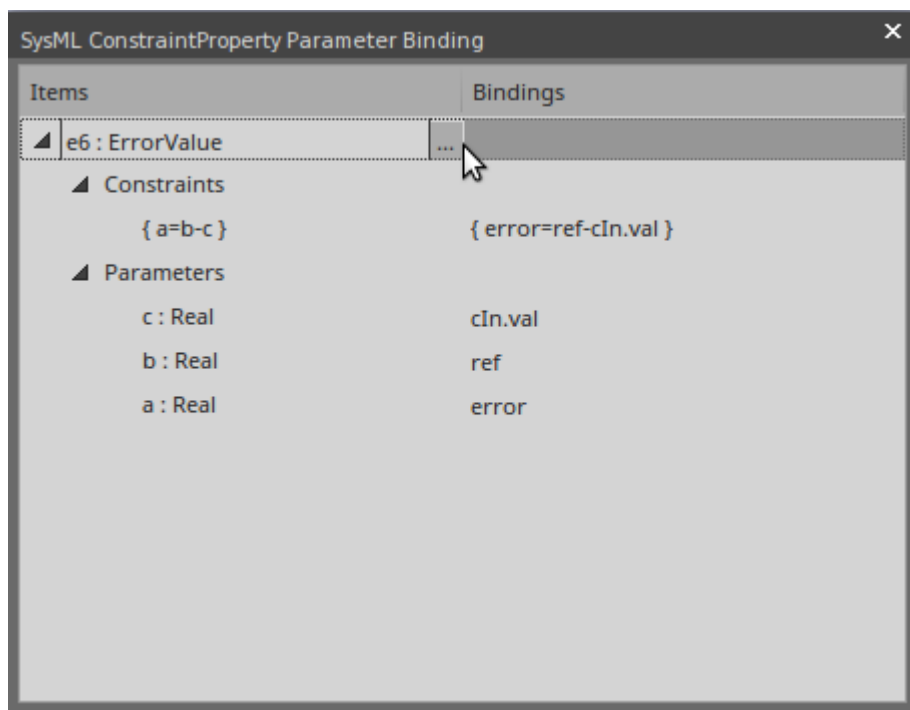 SysML ConstraintProperty Parameter Binding
Items Bindings
e6 : ErrorValue ...
Constraints
{ a=b-c } { error=ref-cIn.val }
Parameters
c : Real cIn.val
b : Real ref
a : Real error